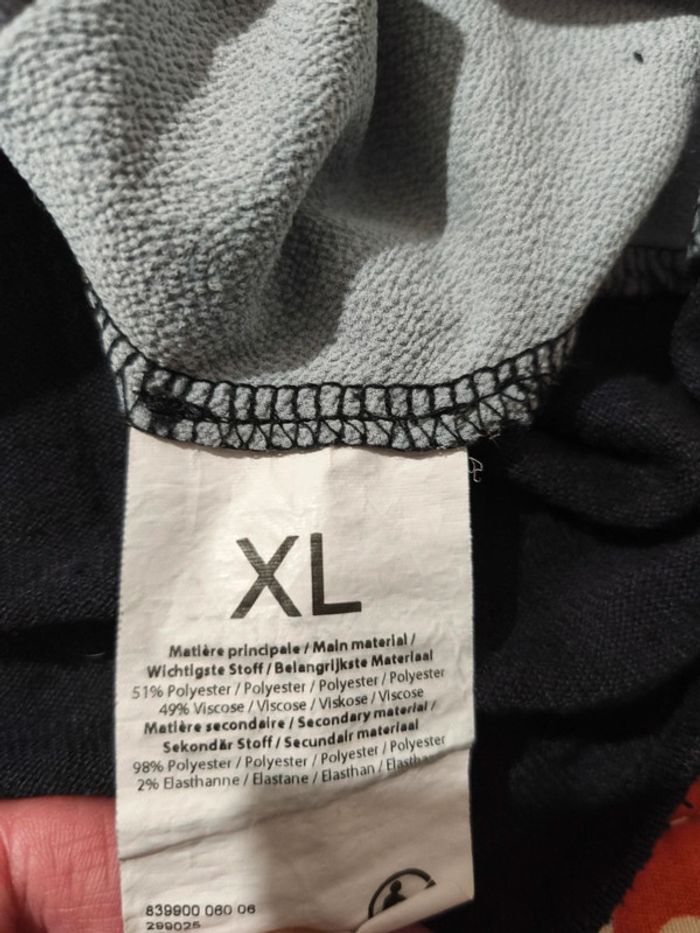 XL
Matière principale / Main material /
Wichtigste Stoff / Belangrijkste Materiaal
51% Polyester / Polyester / Polyester / Polyester
49% Viscose / Viscose / Viskose / Viscose
Matière secondaire / Secondary material /
Sekondär Stoff / Secundair materiaal
98% Polyester / Polyester / Polyester / Polyester
2% Elasthanne / Elastane / Elasthan /
839900 060 06
299025